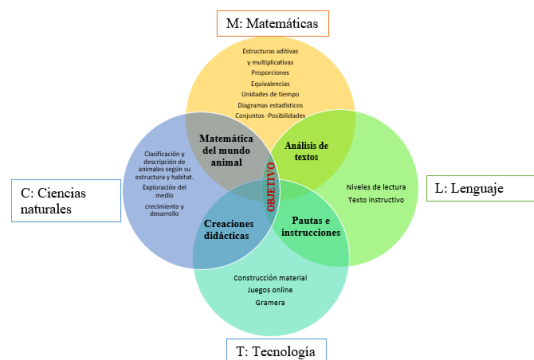 M: Matemáticas
Estructuras aditivas
y multiplicativas
Proporciones
Equivalencias
Unidades de tiempo
Diagramas estadísticos
Conjuntos -Posibilidades
Matemática
del mundo
animal
Análisis de
textos
Clasificación y
descripción de
animales según su
estructura y habitat.
Exploración del
medio
crecimiento y
desarrollo
C: Ciencias
naturales
OBJETIVO
Niveles de lectura
Texto instructivo
L: Lenguaje
Creaciones
didácticas
Pautas e
instrucciones
Construcción material
Juegos online
Gramera
T: Tecnología